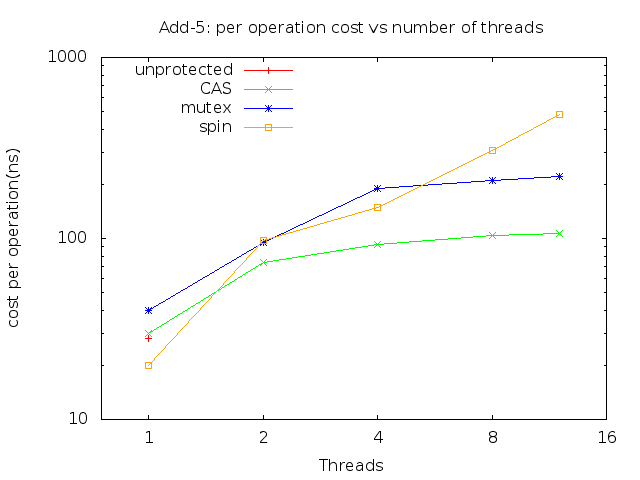 Add-5: per operation cost vs number of threads
1000
unprotected
CAS
mutex
spin
100
cost per operation(ns)
10
1 2 4 8 16
Threads